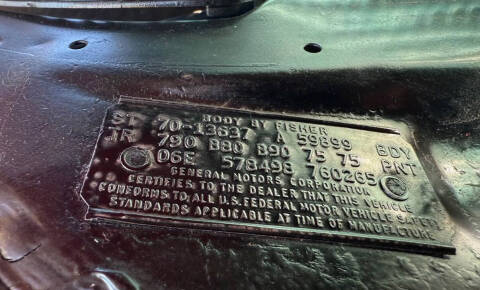 BODY BY FISHER
ST 70-13637 A 59899 BDY
TR 790 B80 B90 75 75 PNT
06E 578498 760265
GENERAL MOTORS CORPORATION
CERTIFIES TO THE DEALER THAT THIS VEHICLE
CONFORMS TO ALL U.S. FEDERAL MOTOR VEHICLE SAFETY
STANDARDS APPLICABLE AT TIME OF MANUFACTURE